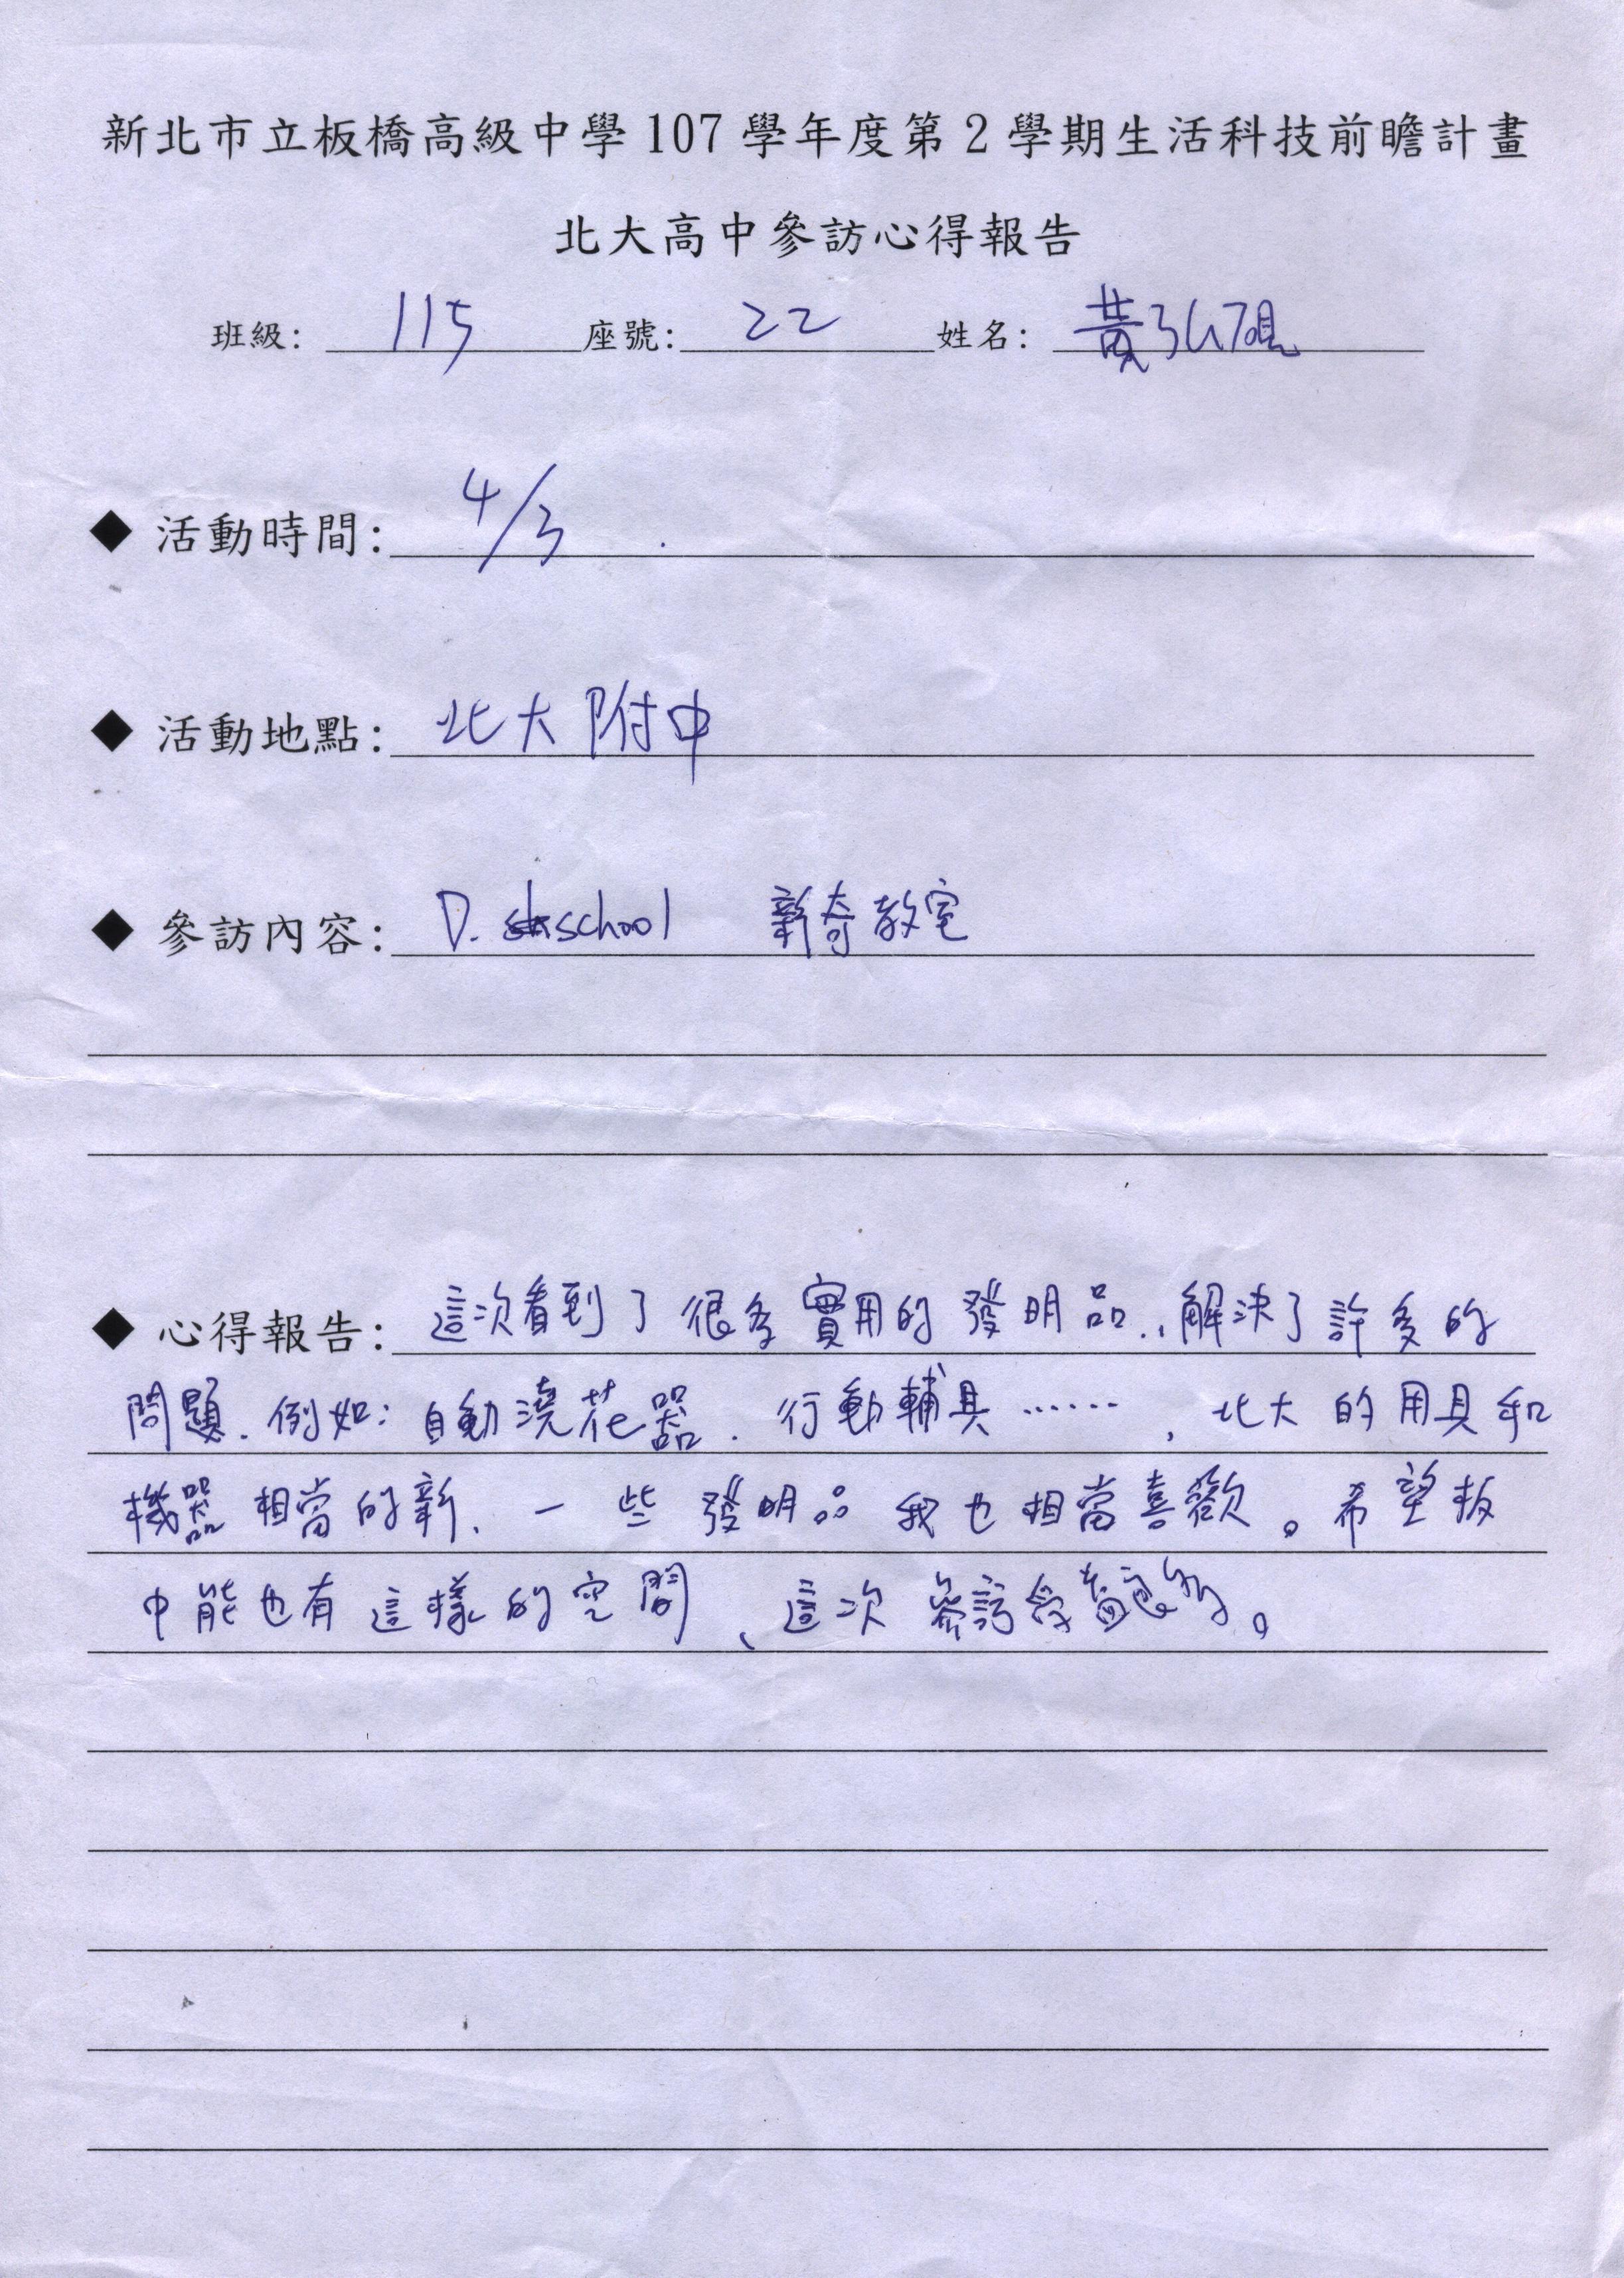 新北市立板橋高級中學107學年度第2學期生活科技前瞻計畫
北大高中參訪心得報告
班級: 115 座號: 22 姓名: 黃弘硯
◆ 活動時間: 4/3
◆ 活動地點: 北大附中
◆ 參訪內容: D. school 新奇教室
◆ 心得報告: 這次看到了很多實用的發明品..解決了許多的
問題. 例如: 自動澆花器. 行動輔具……, 北大的用具和
機器相當的新、一些發明品我也相當喜歡。希望板
中能也有這樣的空間、這次參訪受益良多。